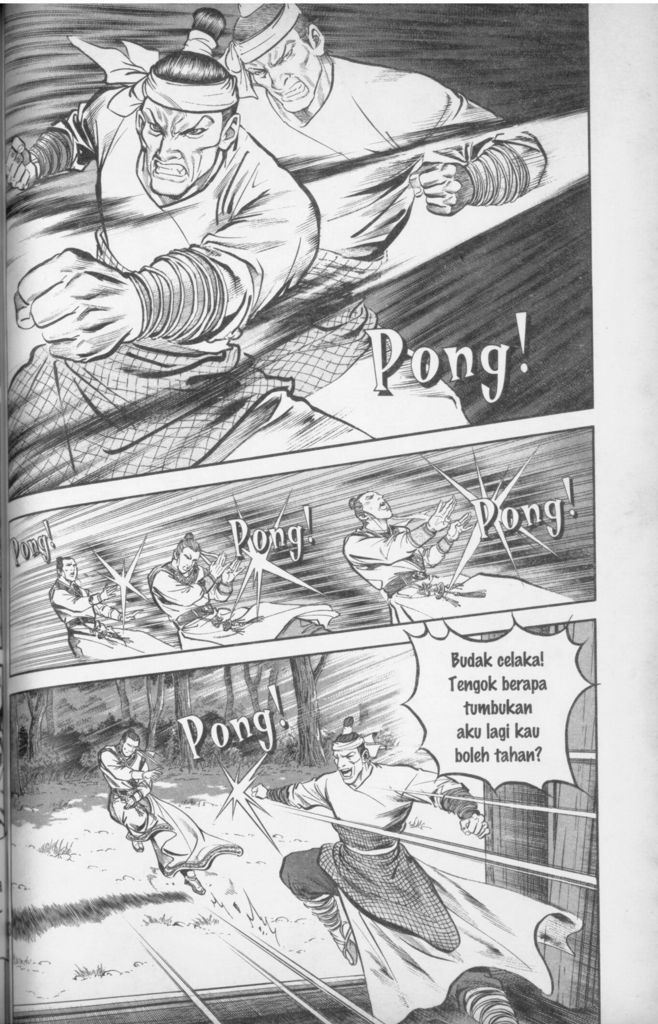 Pong!
Pong!
Pong!
Pong!
Budak celaka!
Tengok berapa
tumbukan
aku lagi kau
boleh tahan?
Pong!